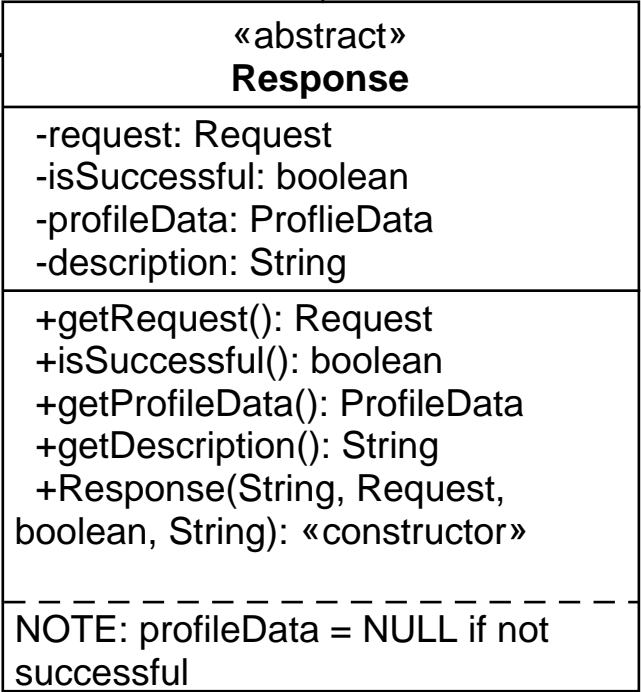 «abstract»
Response
-request: Request
-isSuccessful: boolean
-profileData: ProflieData
-description: String
+getRequest(): Request
+isSuccessful(): boolean
+getProfileData(): ProfileData
+getDescription(): String
+Response(String, Request,
boolean, String): «constructor»
NOTE: profileData = NULL if not
successful